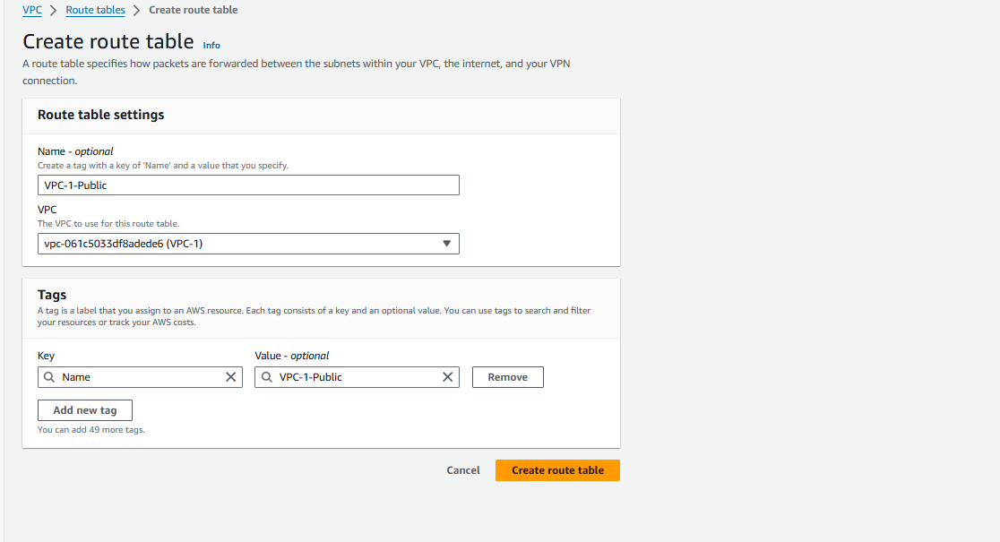 VPC > Route tables > Create route table
Create route table Info
A route table specifies how packets are forwarded between the subnets within your VPC, the internet, and your VPN
connection.
Route table settings
Name - optional
Create a tag with a key of 'Name' and a value that you specify.
VPC-1-Public
VPC
The VPC to use for this route table.
vpc-061c5033df8adede6 (VPC-1)
Tags
A tag is a label that you assign to an AWS resource. Each tag consists of a key and an optional value. You can use tags to search and filter
your resources or track your AWS costs.
Key Value - optional
Name VPC-1-Public Remove
Add new tag
You can add 49 more tags.
Cancel Create route table